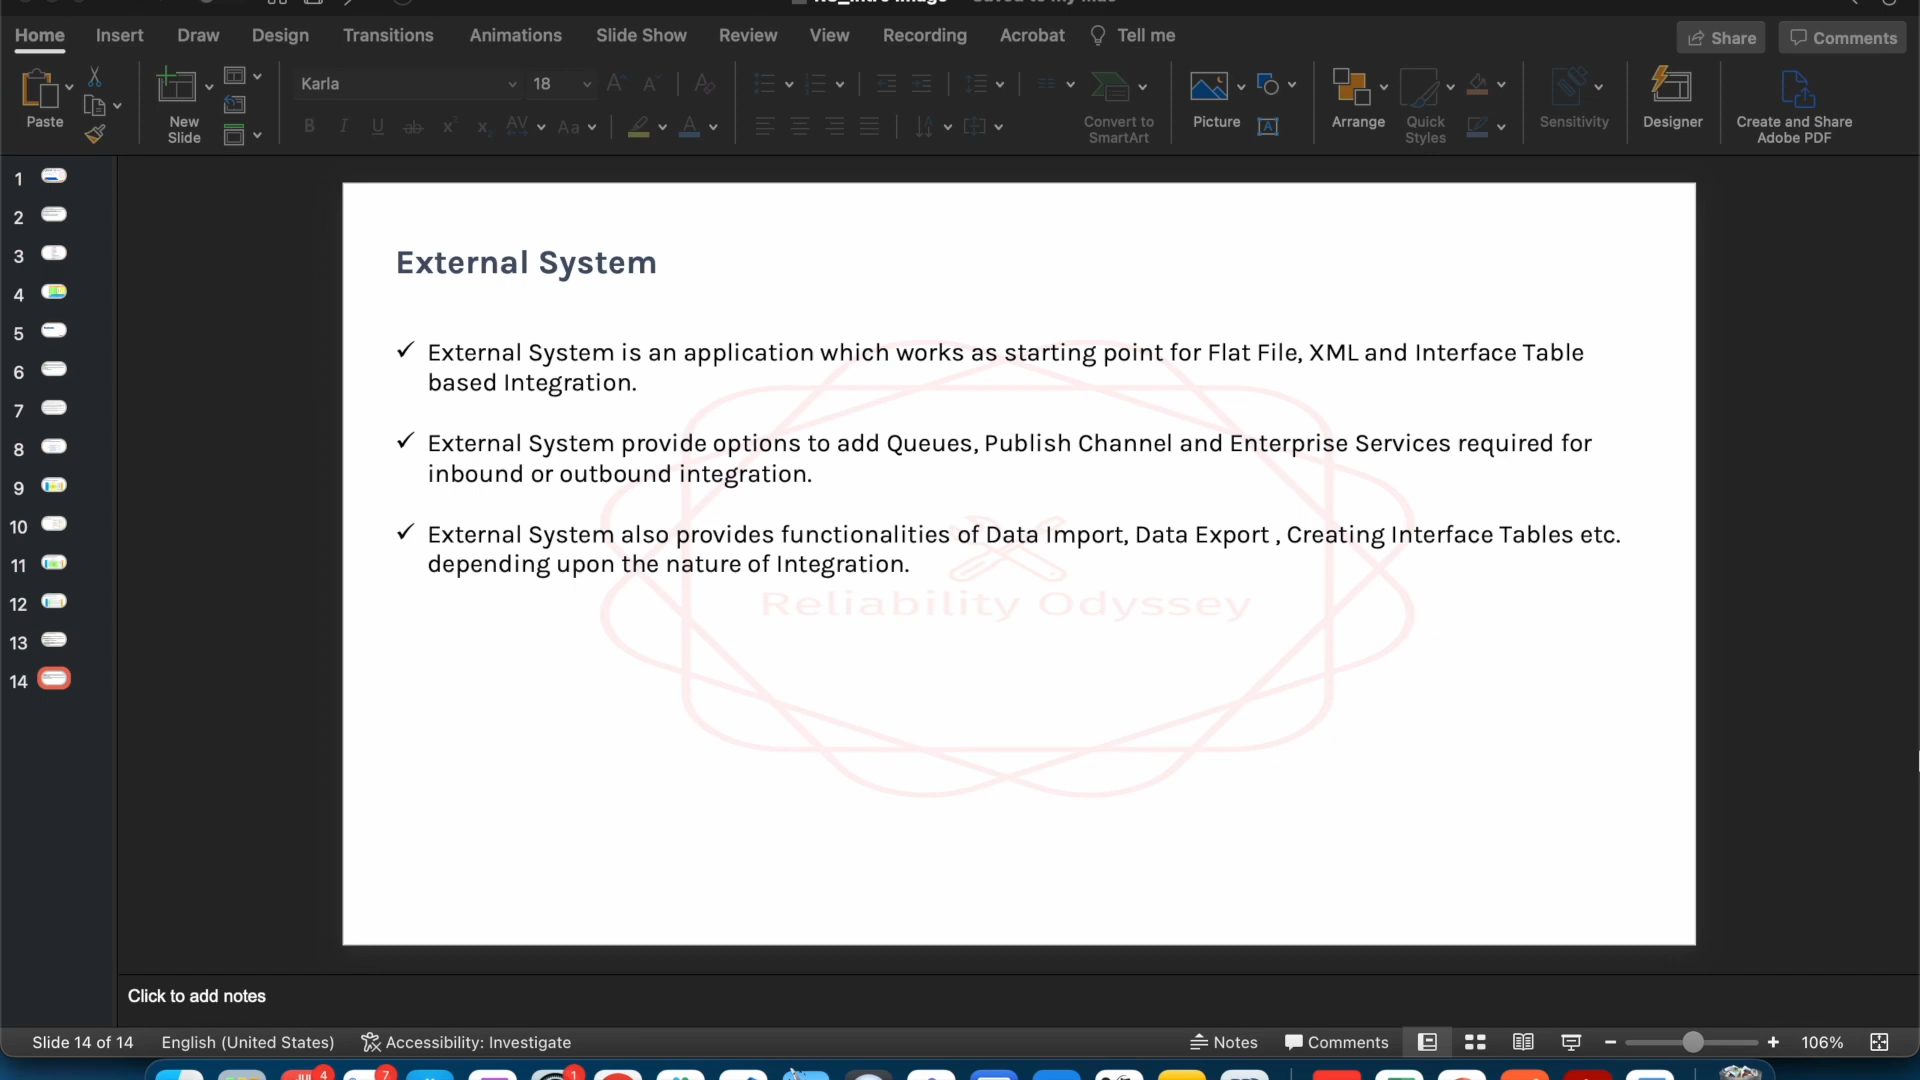 Home Insert Draw Design Transitions Animations Slide Show Review View Recording Acrobat Tell me Share Comments
Karla 18
Paste New Slide Convert to SmartArt Picture Arrange Quick Styles Sensitivity Designer Create and Share Adobe PDF
1
2
3
4
5
6
7
8
9
10
11
12
13
14
External System
✓ External System is an application which works as starting point for Flat File, XML and Interface Table
based Integration.
✓ External System provide options to add Queues, Publish Channel and Enterprise Services required for
inbound or outbound integration.
✓ External System also provides functionalities of Data Import, Data Export , Creating Interface Tables etc.
depending upon the nature of Integration.
Reliability Odyssey
Click to add notes
Slide 14 of 14 English (United States) Accessibility: Investigate Notes Comments 106%
4 7 1